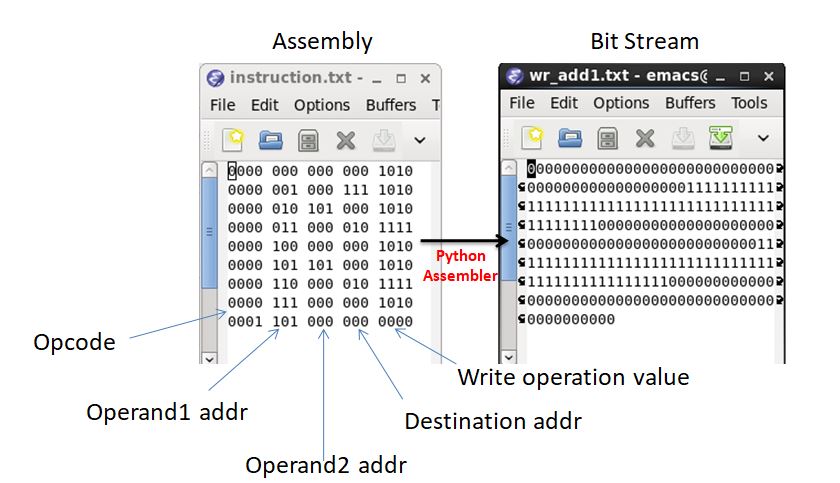 Assembly
Bit Stream
instruction.txt -
File Edit Options Buffers T
0000 000 000 000 1010
0000 001 000 111 1010
0000 010 101 000 1010
0000 011 000 010 1111
0000 100 000 000 1010
0000 101 101 000 1010
0000 110 000 010 1111
0000 111 000 000 1010
0001 101 000 000 0000
Python
Assembler
wr_add1.txt - emacs@
File Edit Options Buffers Tools
0000000000000000000000000000
0000000000000000001111111111
1111111111111111111111111111
1111111100000000000000000000
0000000000000000000000000011
1111111111111111111111111111
1111111111111111000000000000
0000000000000000000000000000
0000000000
Opcode
Operand1 addr
Operand2 addr
Destination addr
Write operation value